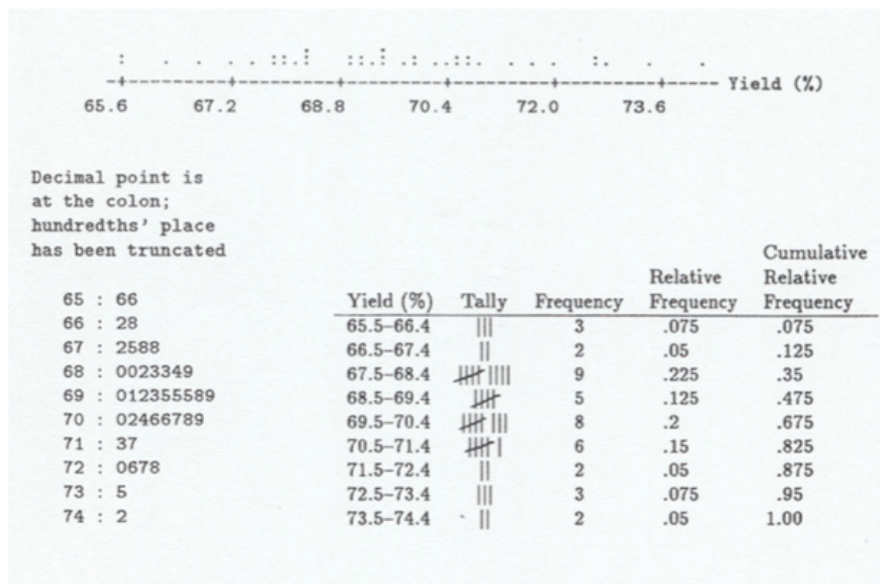 Yield (%)
65.6 67.2 68.8 70.4 72.0 73.6
Decimal point is
at the colon;
hundredths' place
has been truncated
65 : 66
66 : 28
67 : 2588
68 : 0023349
69 : 012355589
70 : 02466789
71 : 37
72 : 0678
73 : 5
74 : 2
Cumulative
Relative Relative
Yield (%) Tally Frequency Frequency Frequency
65.5–66.4 3 .075 .075
66.5–67.4 2 .05 .125
67.5–68.4 9 .225 .35
68.5–69.4 5 .125 .475
69.5–70.4 8 .2 .675
70.5–71.4 6 .15 .825
71.5–72.4 2 .05 .875
72.5–73.4 3 .075 .95
73.5–74.4 2 .05 1.00